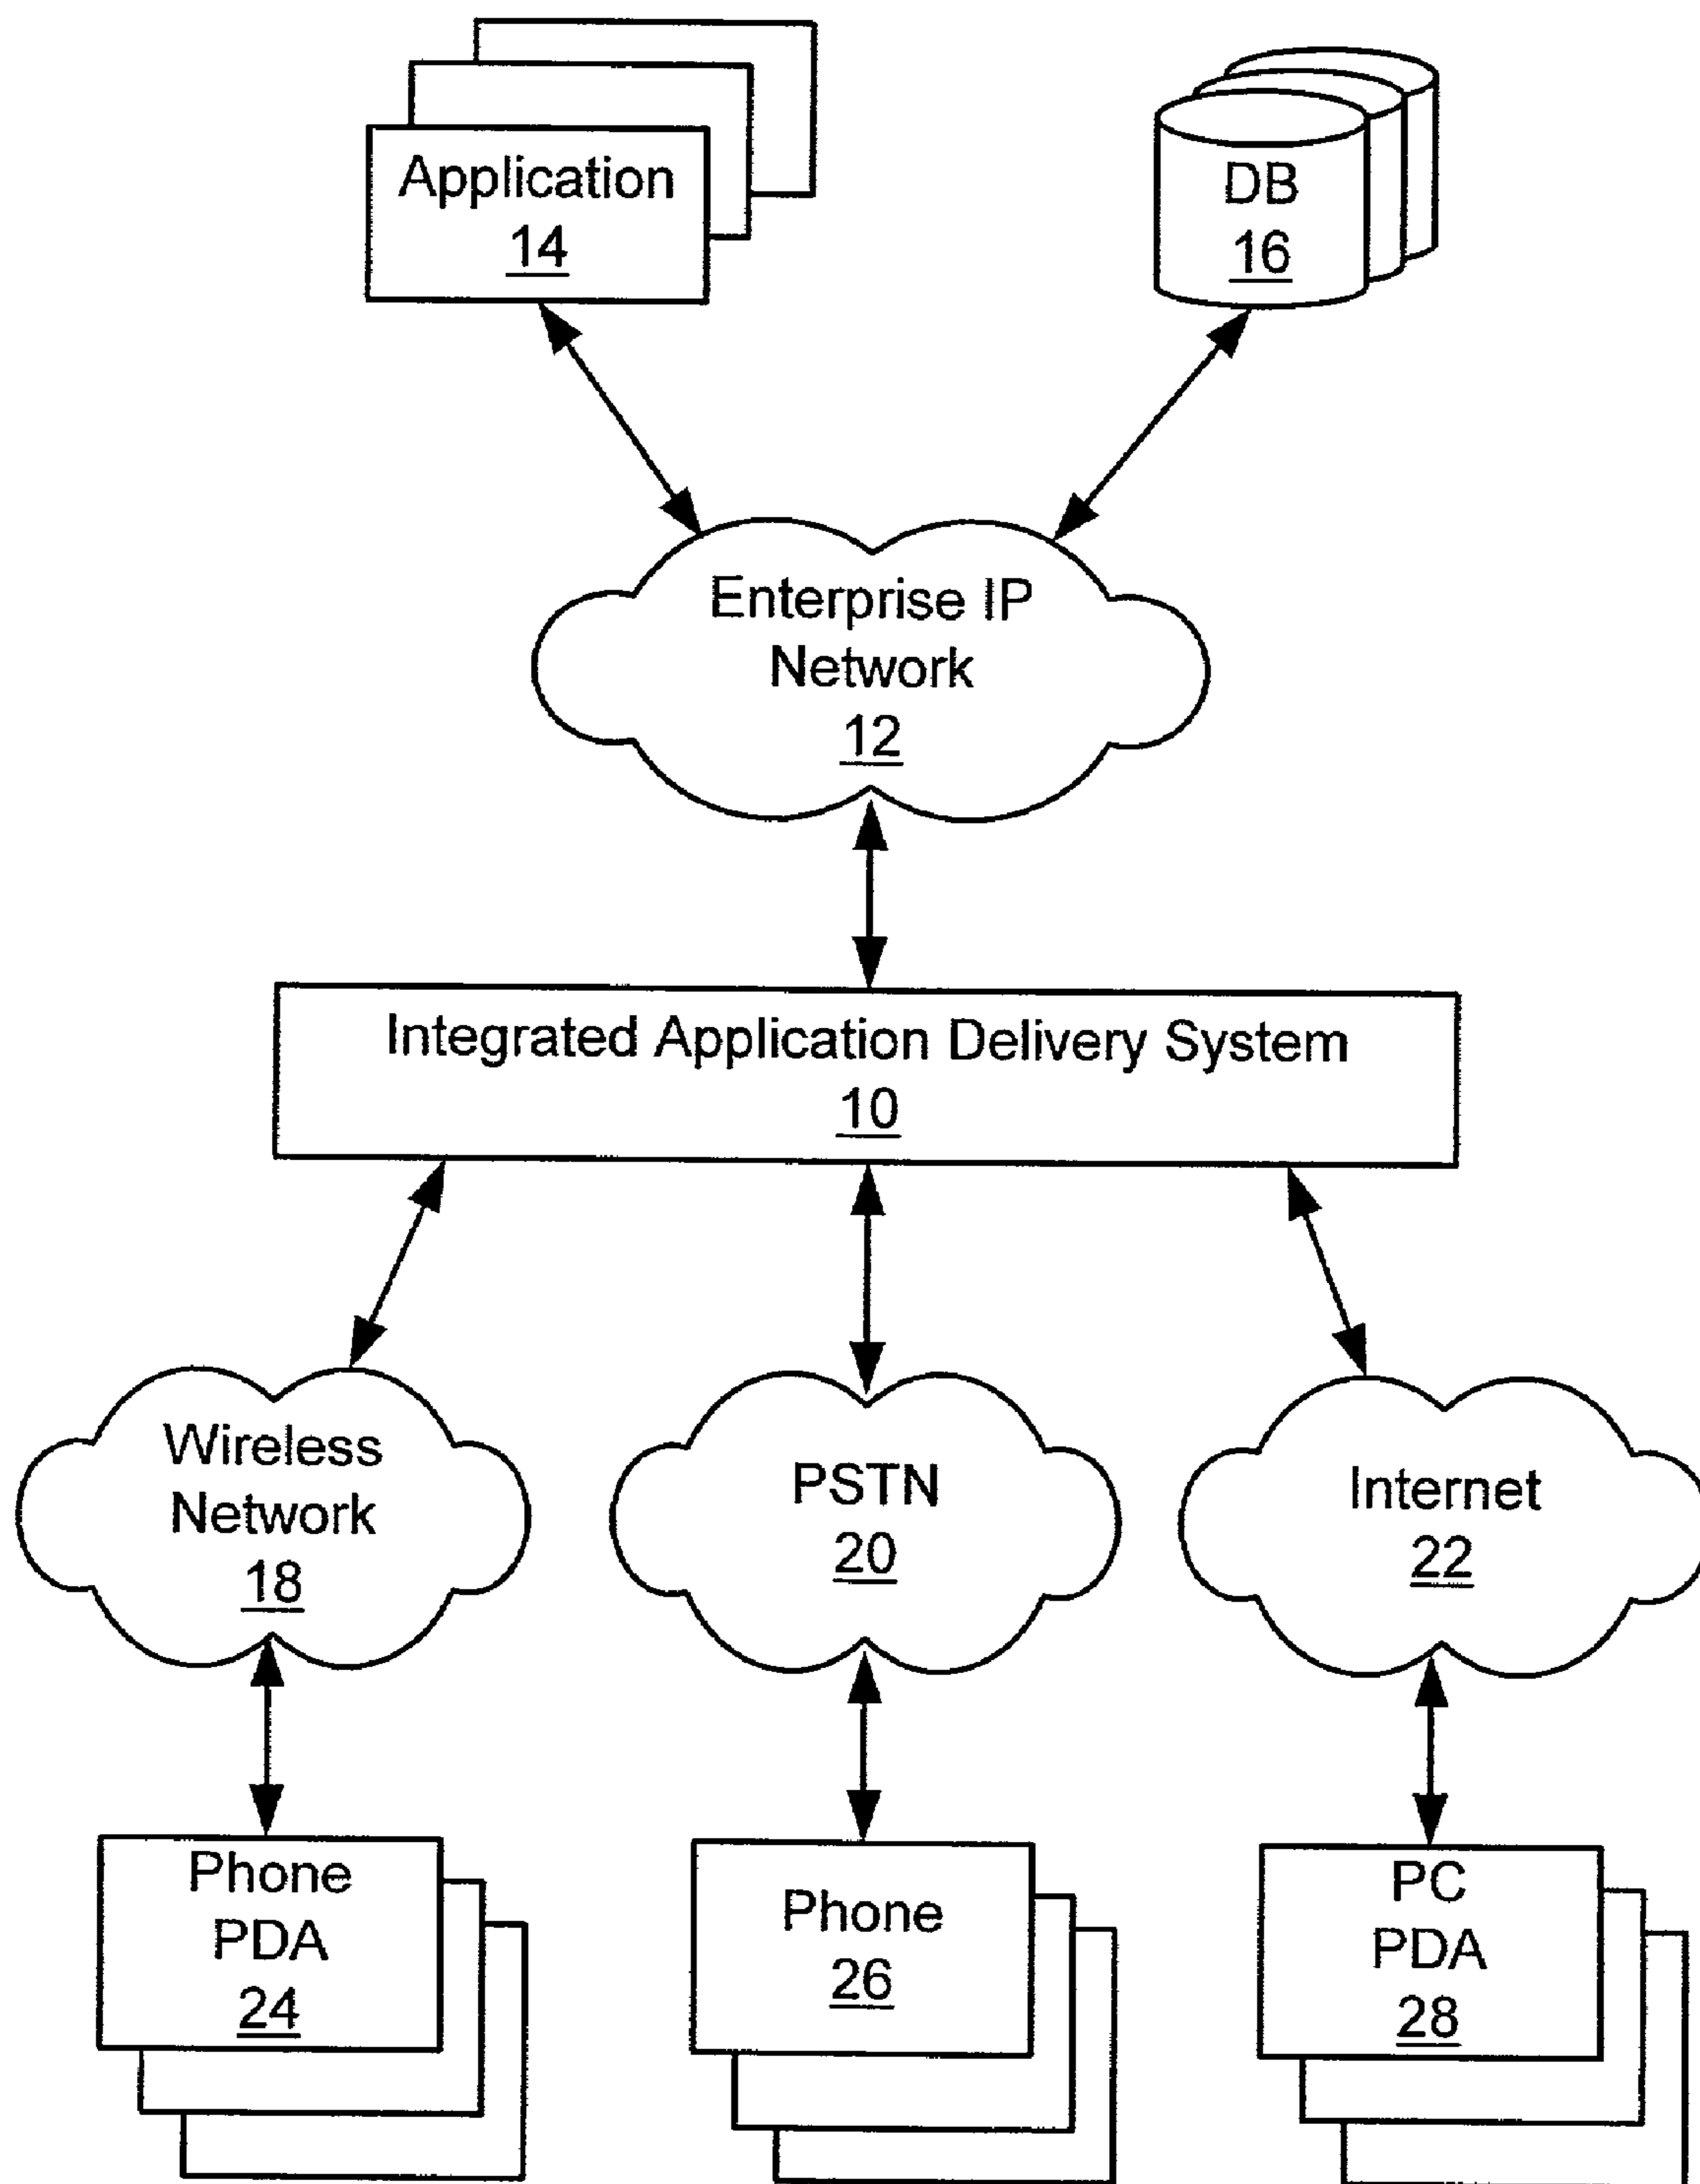 Application
14
DB
16
Enterprise IP
Network
12
Integrated Application Delivery System
10
Wireless
Network
18
PSTN
20
Internet
22
Phone
PDA
24
Phone
26
PC
PDA
28